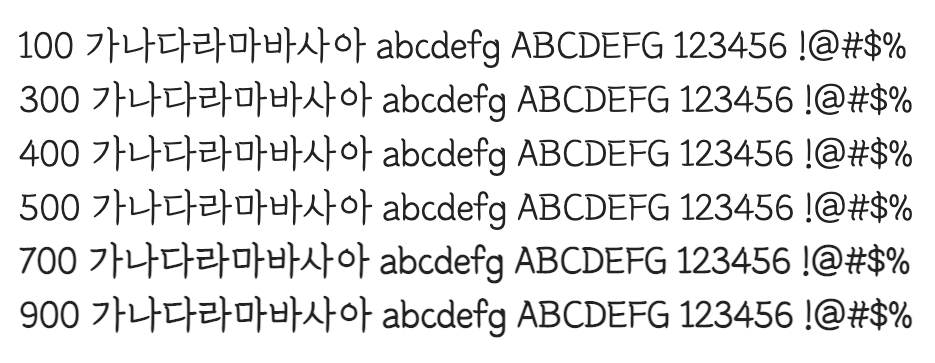 100 가나다라마바사아 abcdefg ABCDEFG 123456 !@#$%
300 가나다라마바사아 abcdefg ABCDEFG 123456 !@#$%
400 가나다라마바사아 abcdefg ABCDEFG 123456 !@#$%
500 가나다라마바사아 abcdefg ABCDEFG 123456 !@#$%
700 가나다라마바사아 abcdefg ABCDEFG 123456 !@#$%
900 가나다라마바사아 abcdefg ABCDEFG 123456 !@#$%